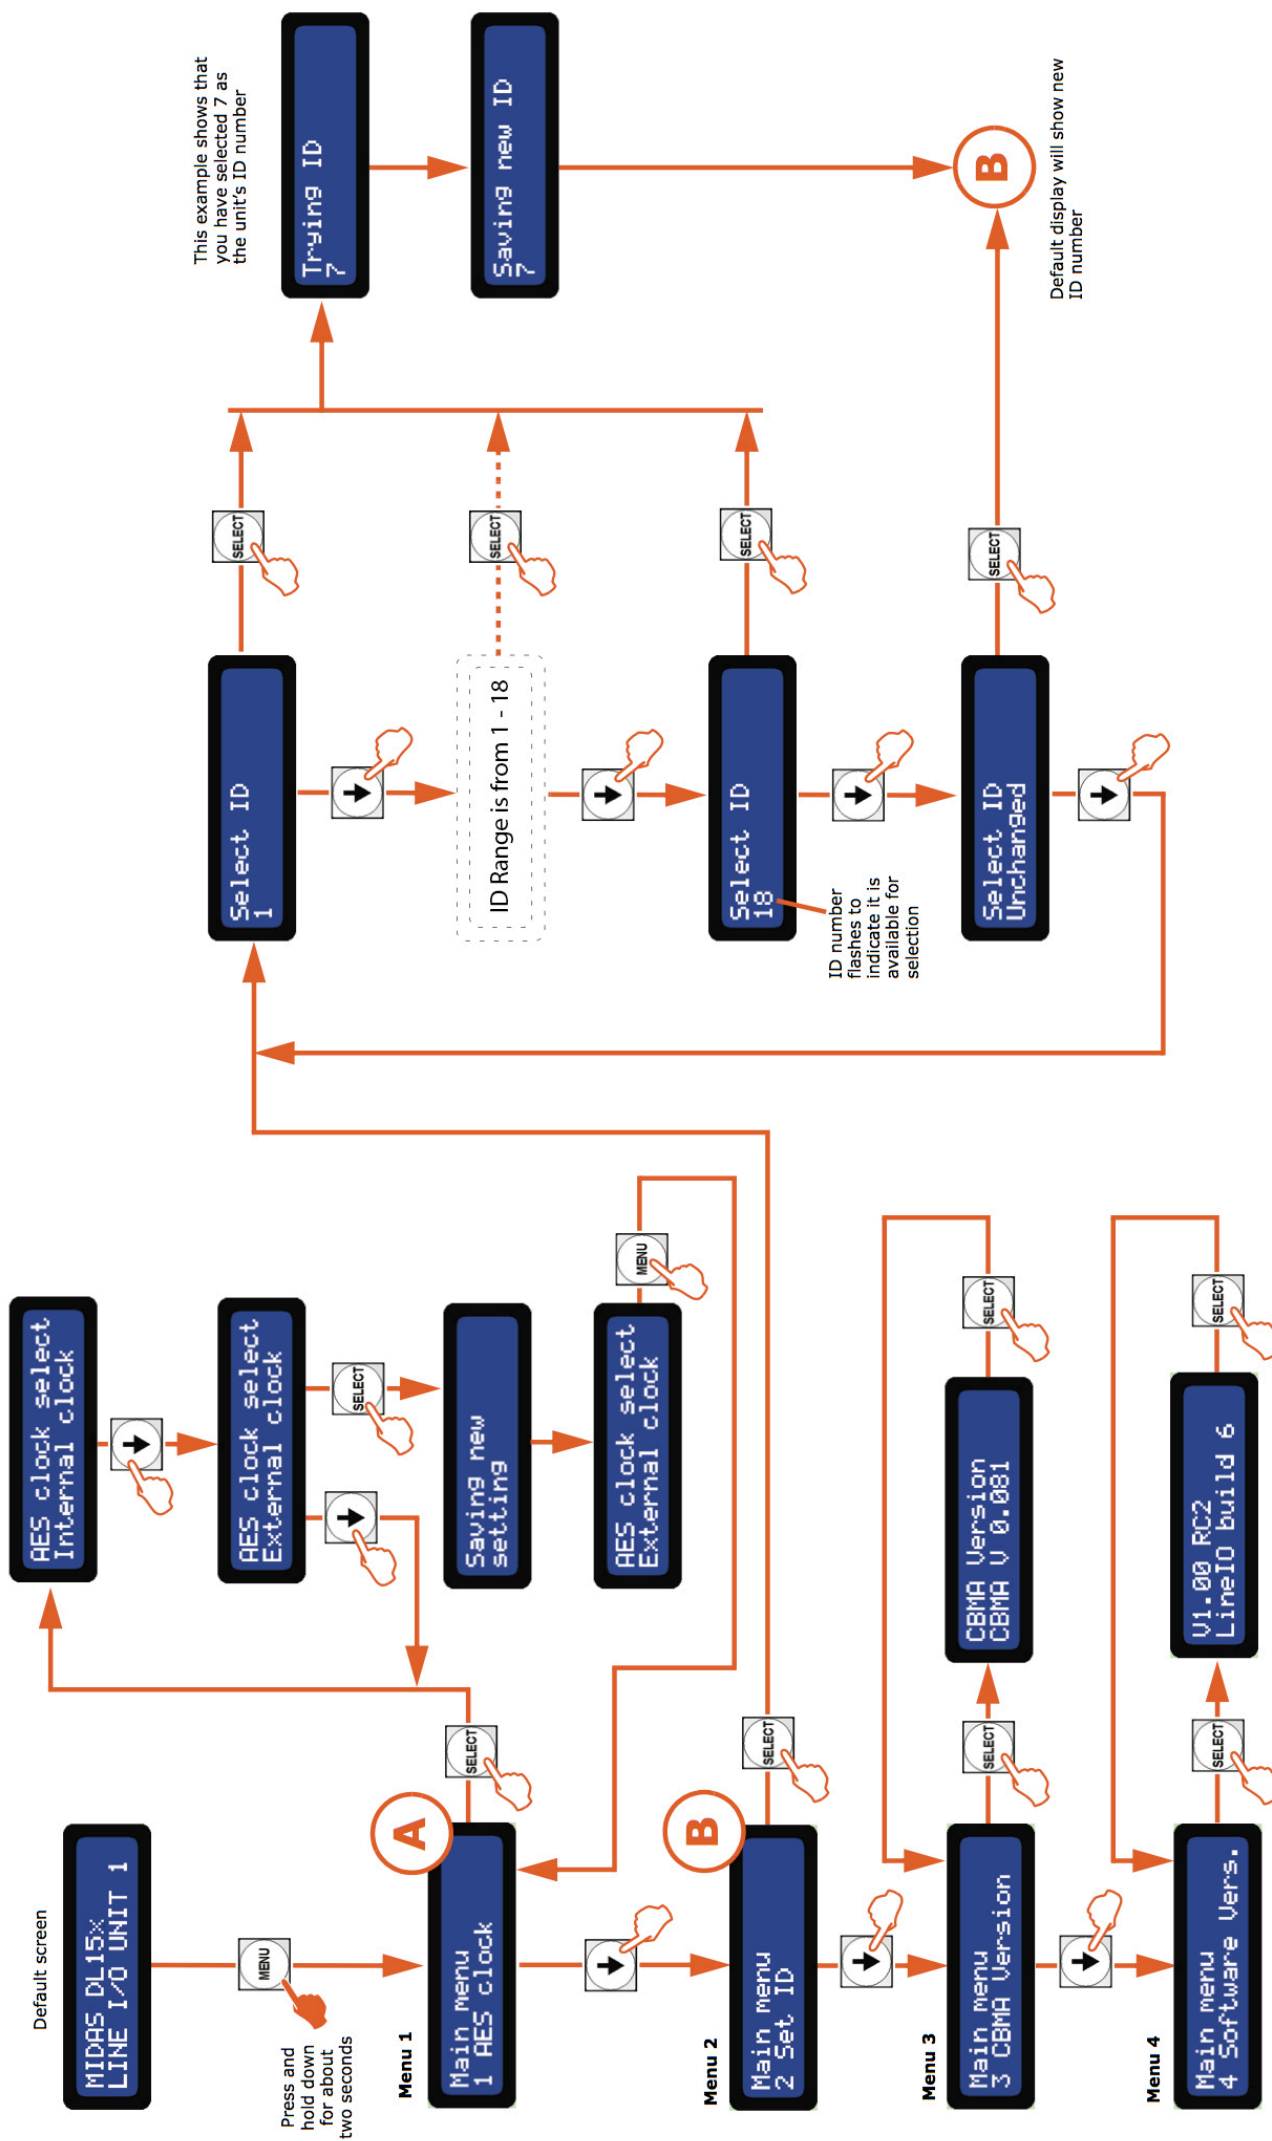 Default screen
MIDAS DL15x
LINE I/O UNIT 1
MENU
Press and
hold down
for about
two seconds
Menu 1
A
Main menu
1 AES clock
SELECT
AES clock select
Internal clock
AES clock select
External clock
SELECT
Saving new
setting
AES clock select
External clock
MENU
Menu 2
B
Main menu
2 Set ID
SELECT
Menu 3
Main menu
3 CBMA Version
SELECT
CBMA Version
CBMA V 0.081
SELECT
Menu 4
Main menu
4 Software Vers.
SELECT
V1.00 RC2
LineIO build 6
SELECT
Select ID
1
SELECT
ID Range is from 1 - 18
SELECT
Select ID
18
SELECT
ID number
flashes to
indicate it is
available for
selection
Select ID
Unchanged
SELECT
This example shows that
you have selected 7 as
the unit's ID number
Trying ID
7
Saving new ID
7
B
Default display will show new
ID number